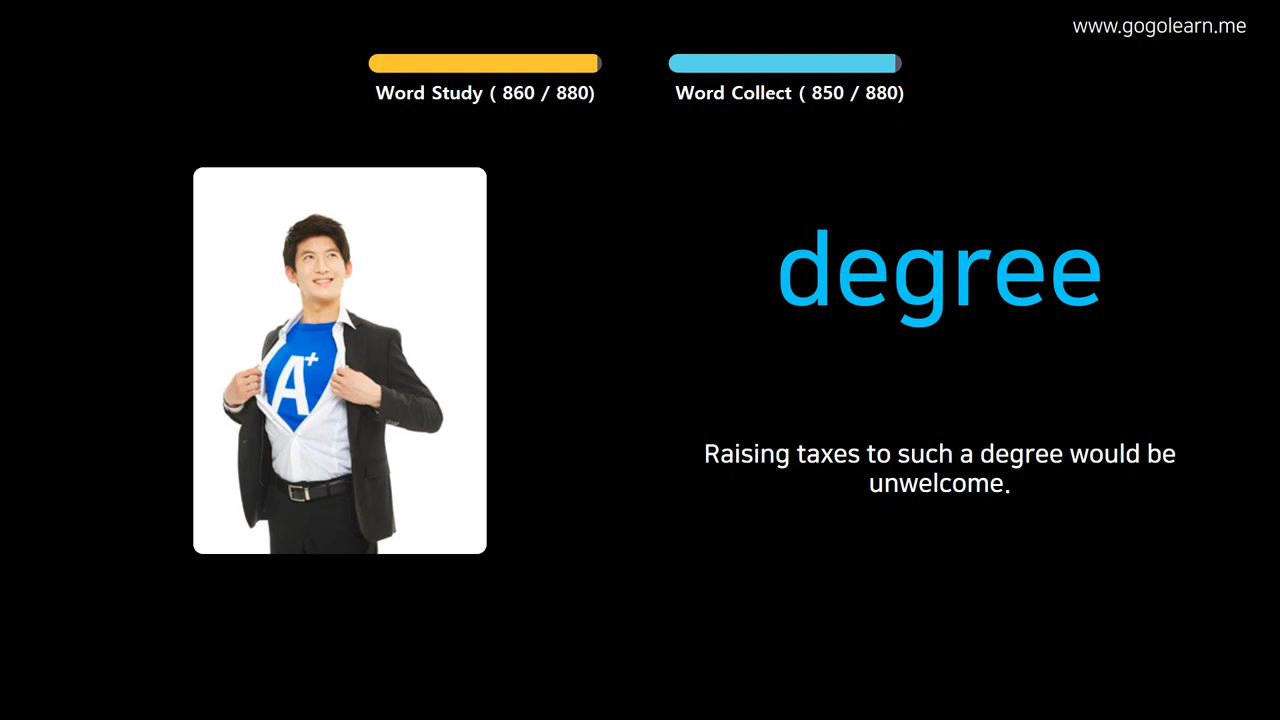 www.gogolearn.me
Word Study ( 860 / 880)
Word Collect ( 850 / 880)
A+
degree
Raising taxes to such a degree would be
unwelcome.